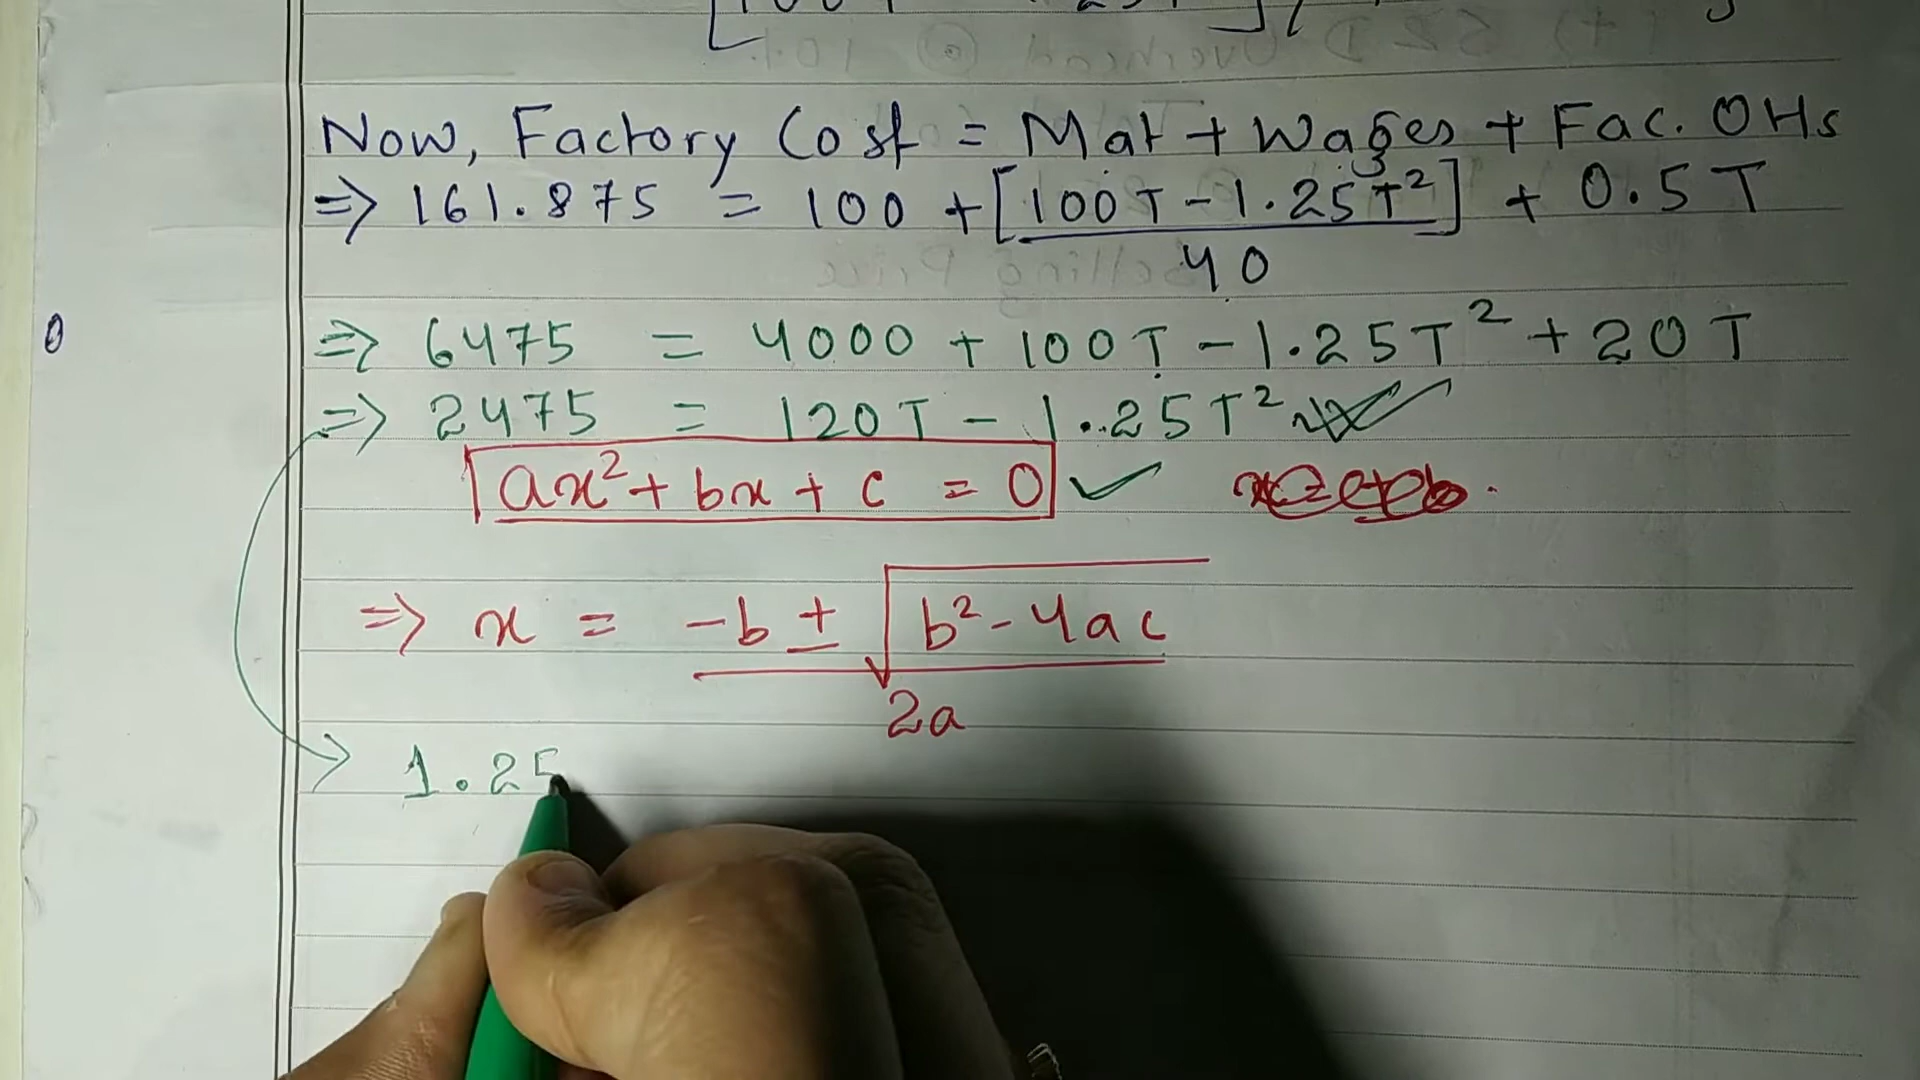 Now, Factory Cost = Mat + Wages + Fac. OHs
=> 161.875 = 100 + [100T - 1.25T²] + 0.5T
40
0
=> 6475 = 4000 + 100T - 1.25T² + 20T
=> 2475 = 120T - 1.25T²
ax² + bx + c = 0
=> x = -b ± √b² - 4ac
2a
> 1.25